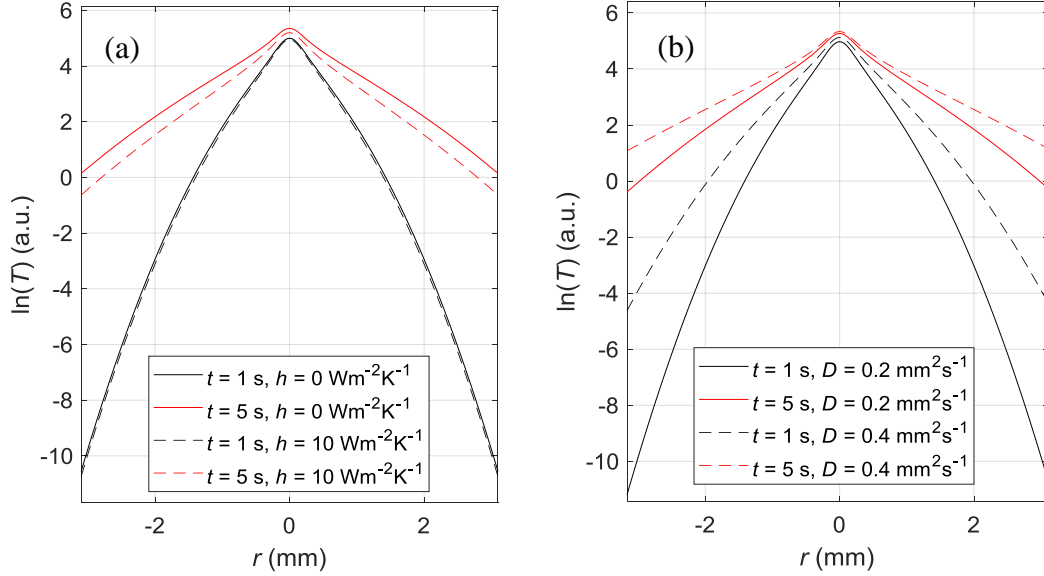 (a)
6
4
2
0
-2
-4
-6
-8
-10
ln(T) (a.u.)
t = 1 s, h = 0 Wm⁻²K⁻¹
t = 5 s, h = 0 Wm⁻²K⁻¹
t = 1 s, h = 10 Wm⁻²K⁻¹
t = 5 s, h = 10 Wm⁻²K⁻¹
-2
0
2
r (mm)
(b)
6
4
2
0
-2
-4
-6
-8
-10
ln(T) (a.u.)
t = 1 s, D = 0.2 mm²s⁻¹
t = 5 s, D = 0.2 mm²s⁻¹
t = 1 s, D = 0.4 mm²s⁻¹
t = 5 s, D = 0.4 mm²s⁻¹
-2
0
2
r (mm)